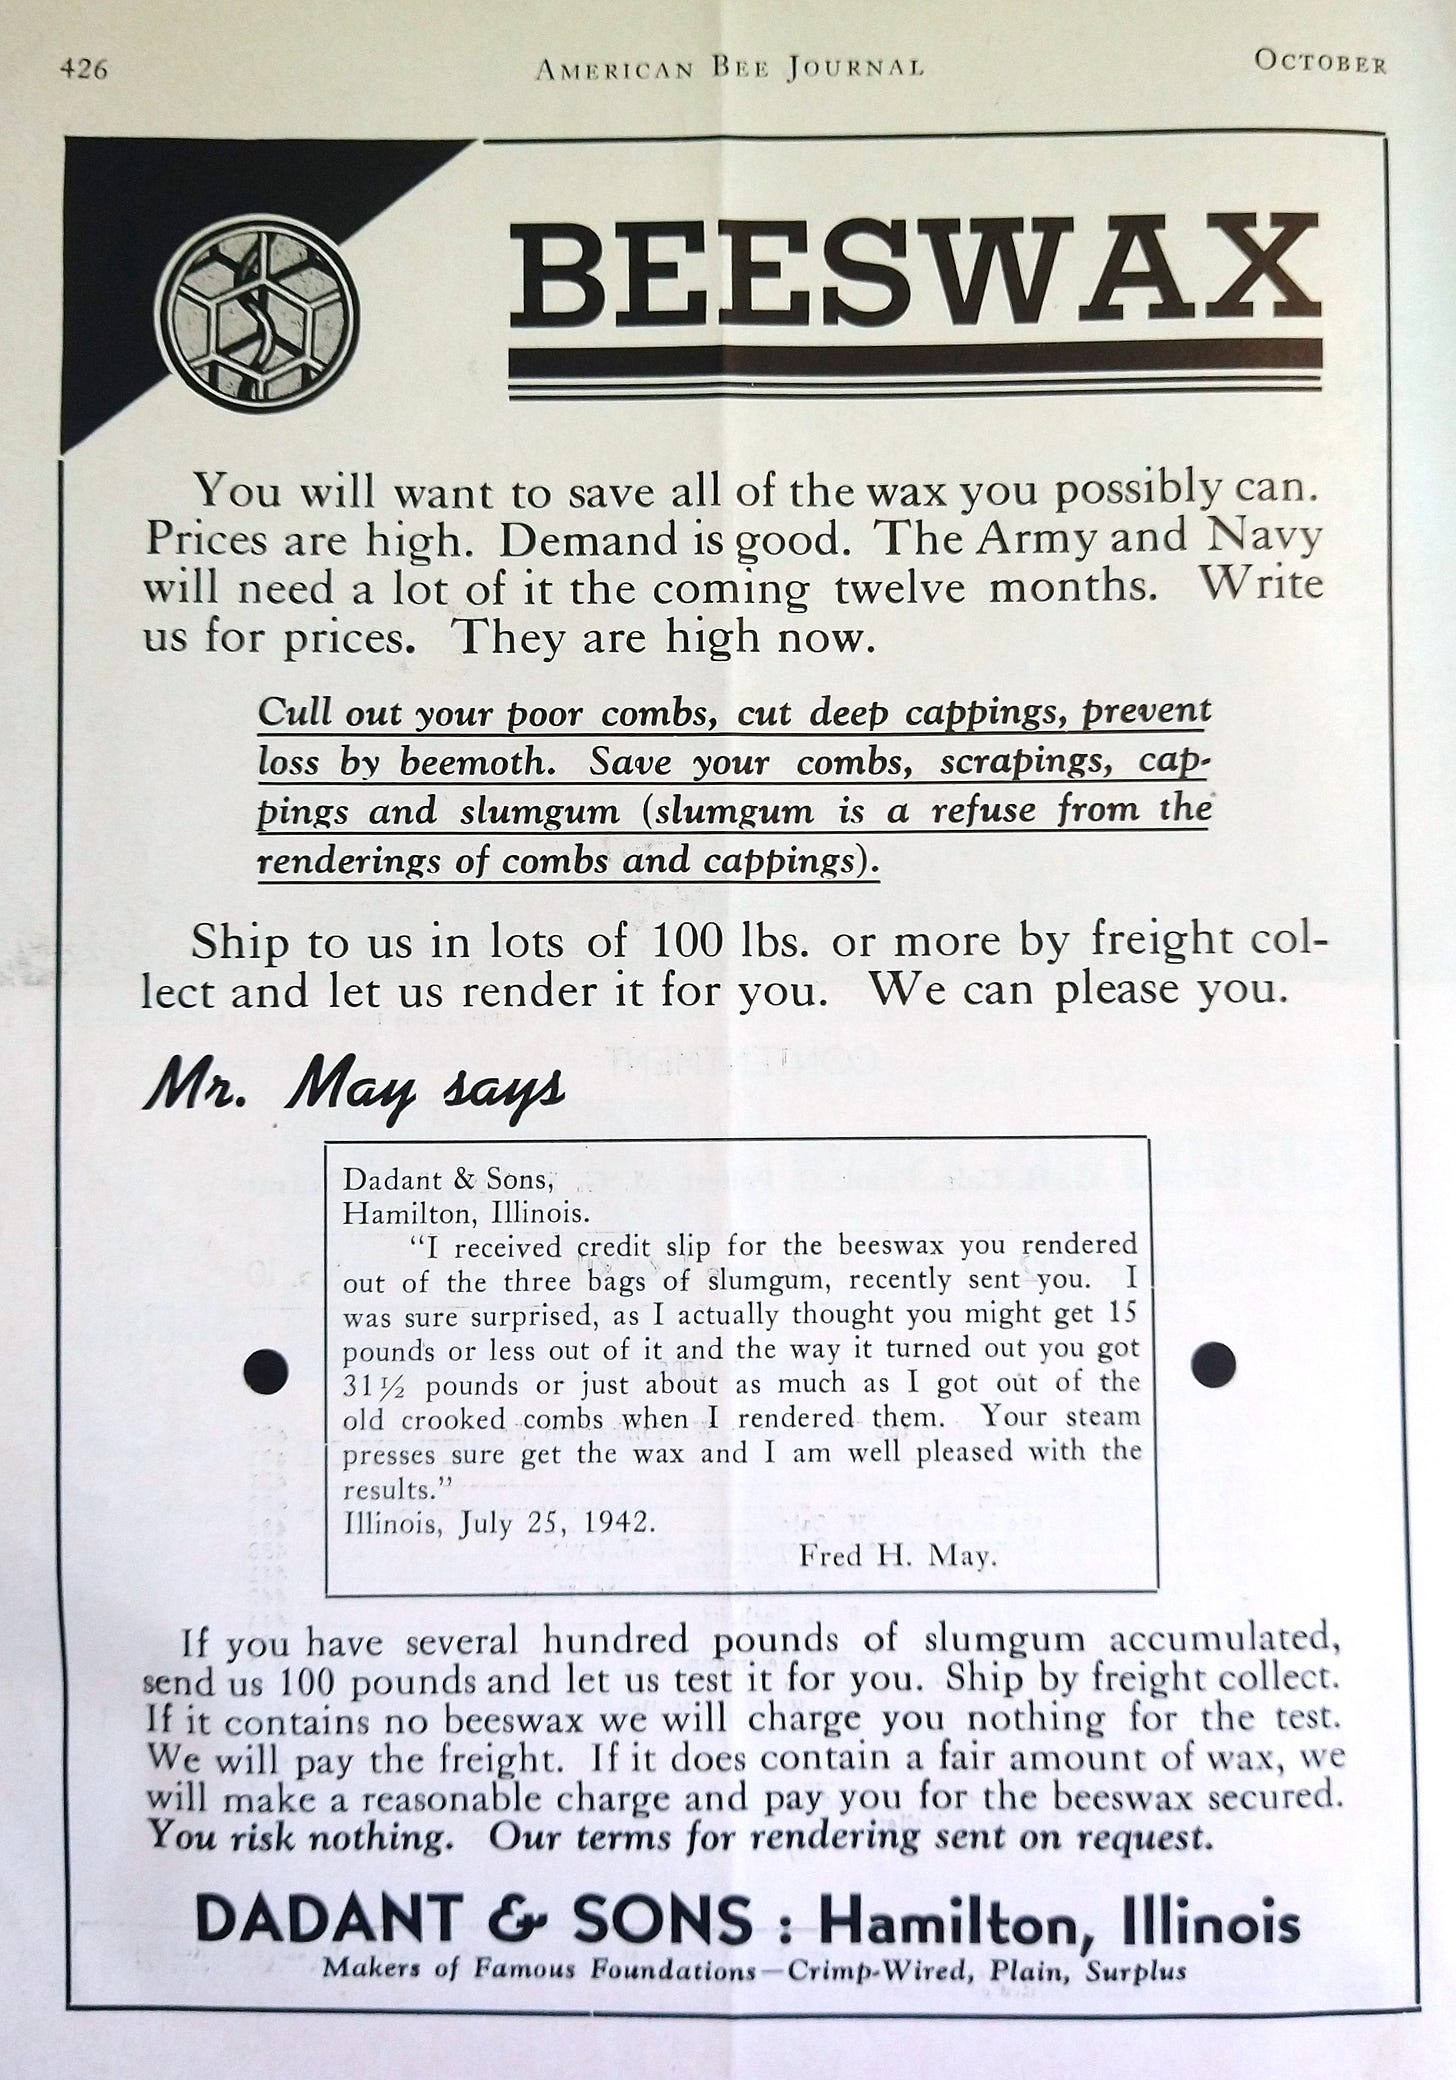 426
AMERICAN BEE JOURNAL
OCTOBER
BEESWAX
You will want to save all of the wax you possibly can.
Prices are high. Demand is good. The Army and Navy
will need a lot of it the coming twelve months. Write
us for prices. They are high now.
Cull out your poor combs, cut deep cappings, prevent
loss by beemoth. Save your combs, scrapings, cap-
pings and slumgum (slumgum is a refuse from the
renderings of combs and cappings).
Ship to us in lots of 100 lbs. or more by freight col-
lect and let us render it for you. We can please you.
Mr. May says
Dadant & Sons,
Hamilton, Illinois.
"I received credit slip for the beeswax you rendered
out of the three bags of slumgum, recently sent you. I
was sure surprised, as I actually thought you might get 15
pounds or less out of it and the way it turned out you got
31½ pounds or just about as much as I got out of the
old crooked combs when I rendered them. Your steam
presses sure get the wax and I am well pleased with the
results."
Illinois, July 25, 1942.
Fred H. May.
If you have several hundred pounds of slumgum accumulated,
send us 100 pounds and let us test it for you. Ship by freight collect.
If it contains no beeswax we will charge you nothing for the test.
We will pay the freight. If it does contain a fair amount of wax, we
will make a reasonable charge and pay you for the beeswax secured.
You risk nothing. Our terms for rendering sent on request.
DADANT & SONS : Hamilton, Illinois
Makers of Famous Foundations—Crimp-Wired, Plain, Surplus